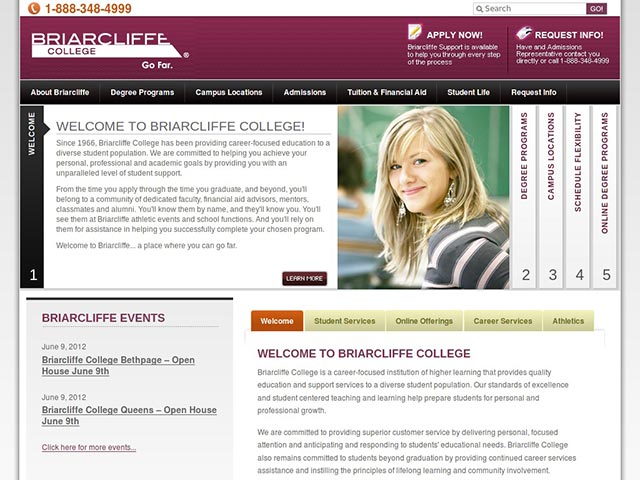 1-888-348-4999
Search GO!
BRIARCLIFFE
COLLEGE ®
Go Far.
APPLY NOW!
Briarcliffe Support is available
to help you through every step
of the process
REQUEST INFO!
Have and Admissions
Representative contact you
directly or call 1-888-348-4999
About Briarcliffe Degree Programs Campus Locations Admissions Tuition & Financial Aid Student Life Request Info
WELCOME
1
WELCOME TO BRIARCLIFFE COLLEGE!
Since 1966, Briarcliffe College has been providing career-focused education to a
diverse student population. We are committed to helping you achieve your
personal, professional and academic goals by providing you with an
unparalleled level of student support.
From the time you apply through the time you graduate, and beyond, you'll
belong to a community of dedicated faculty, financial aid advisors, mentors,
classmates and alumni. You'll know them by name, and they'll know you. You'll
see them at Briarcliffe athletic events and school functions. And you'll rely on
them for assistance in helping you successfully complete your chosen program.
Welcome to Briarcliffe... a place where you can go far.
LEARN MORE
DEGREE PROGRAMS
2
CAMPUS LOCATIONS
3
SCHEDULE FLEXIBILITY
4
ONLINE DEGREE PROGRAMS
5
BRIARCLIFFE EVENTS
June 9, 2012
Briarcliffe College Bethpage – Open
House June 9th
June 9, 2012
Briarcliffe College Queens – Open House
June 9th
Click here for more events...
Welcome Student Services Online Offerings Career Services Athletics
WELCOME TO BRIARCLIFFE COLLEGE
Briarcliffe College is a career-focused institution of higher learning that provides quality
education and support services to a diverse student population. Our standards of excellence
and student centered teaching and learning help prepare students for personal and
professional growth.
We are committed to providing superior customer service by delivering personal, focused
attention and anticipating and responding to students' educational needs. Briarcliffe College
also remains committed to students beyond graduation by providing continued career services
assistance and instilling the principles of lifelong learning and community involvement.